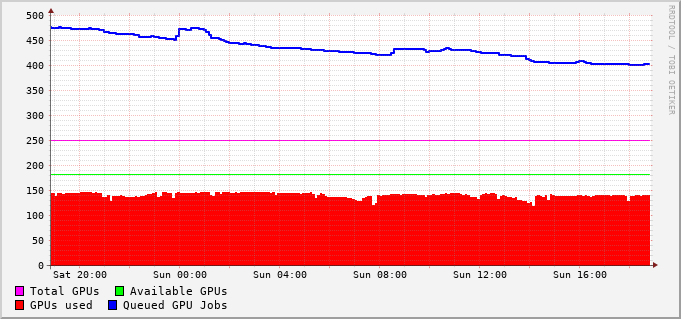 500
450
400
350
300
250
200
150
100
50
0
Sat 20:00 Sun 00:00 Sun 04:00 Sun 08:00 Sun 12:00 Sun 16:00
Total GPUs Available GPUs
GPUs used Queued GPU Jobs
RRDTOOL / TOBI OETIKER